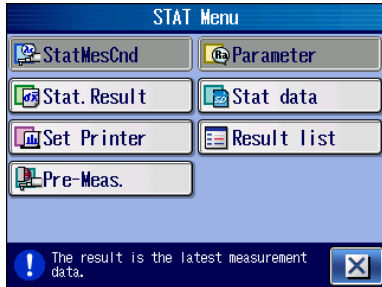 STAT Menu
StatMesCnd
Parameter
Stat.Result
Stat data
Set Printer
Result list
Pre-Meas.
The result is the latest measurement
data.